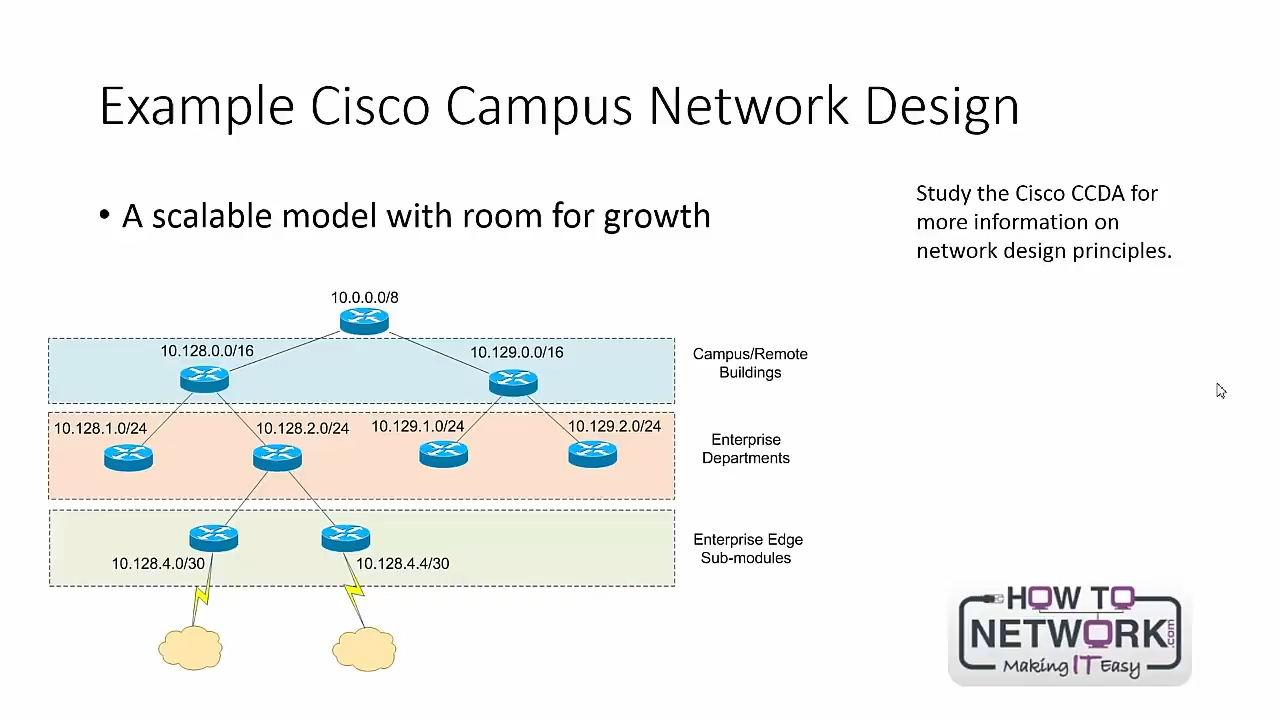 Example Cisco Campus Network Design
• A scalable model with room for growth
Study the Cisco CCDA for
more information on
network design principles.
10.0.0.0/8
10.128.0.0/16
10.129.0.0/16
Campus/Remote
Buildings
10.128.1.0/24
10.128.2.0/24
10.129.1.0/24
10.129.2.0/24
Enterprise
Departments
Enterprise Edge
Sub-modules
10.128.4.0/30
10.128.4.4/30
HOW TO
NETWORK.com
Making IT Easy